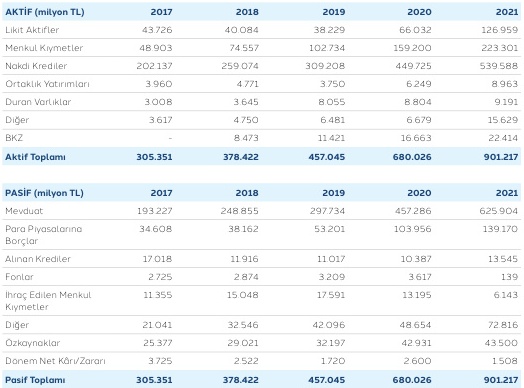 AKTİF (milyon TL) 2017 2018 2019 2020 2021
Likit Aktifler 43.726 40.084 38.229 66.032 126.959
Menkul Kıymetler 48.903 74.557 102.734 159.200 223.301
Nakdi Krediler 202.137 259.074 309.208 449.725 539.588
Ortaklık Yatırımları 3.960 4.771 3.750 6.249 8.963
Duran Varlıklar 3.008 3.645 8.055 8.804 9.191
Diğer 3.617 4.750 6.481 6.679 15.629
BKZ - 8.473 11.421 16.663 22.414
Aktif Toplamı 305.351 378.422 457.045 680.026 901.217
PASİF (milyon TL) 2017 2018 2019 2020 2021
Mevduat 193.227 248.855 297.734 457.286 625.904
Para Piyasalarına 34.608 38.162 53.201 103.956 139.170
Borçlar
Alınan Krediler 17.018 11.916 11.017 10.387 13.545
Fonlar 2.725 2.874 3.209 3.617 139
İhraç Edilen Menkul 11.355 15.048 17.591 13.195 6.143
Kıymetler
Diğer 21.041 32.546 42.096 48.654 72.816
Özkaynaklar 25.377 29.021 32.197 42.931 43.500
Dönem Net Kârı/Zararı 3.725 2.522 1.720 2.600 1.508
Pasif Toplamı 305.351 378.422 457.045 680.026 901.217